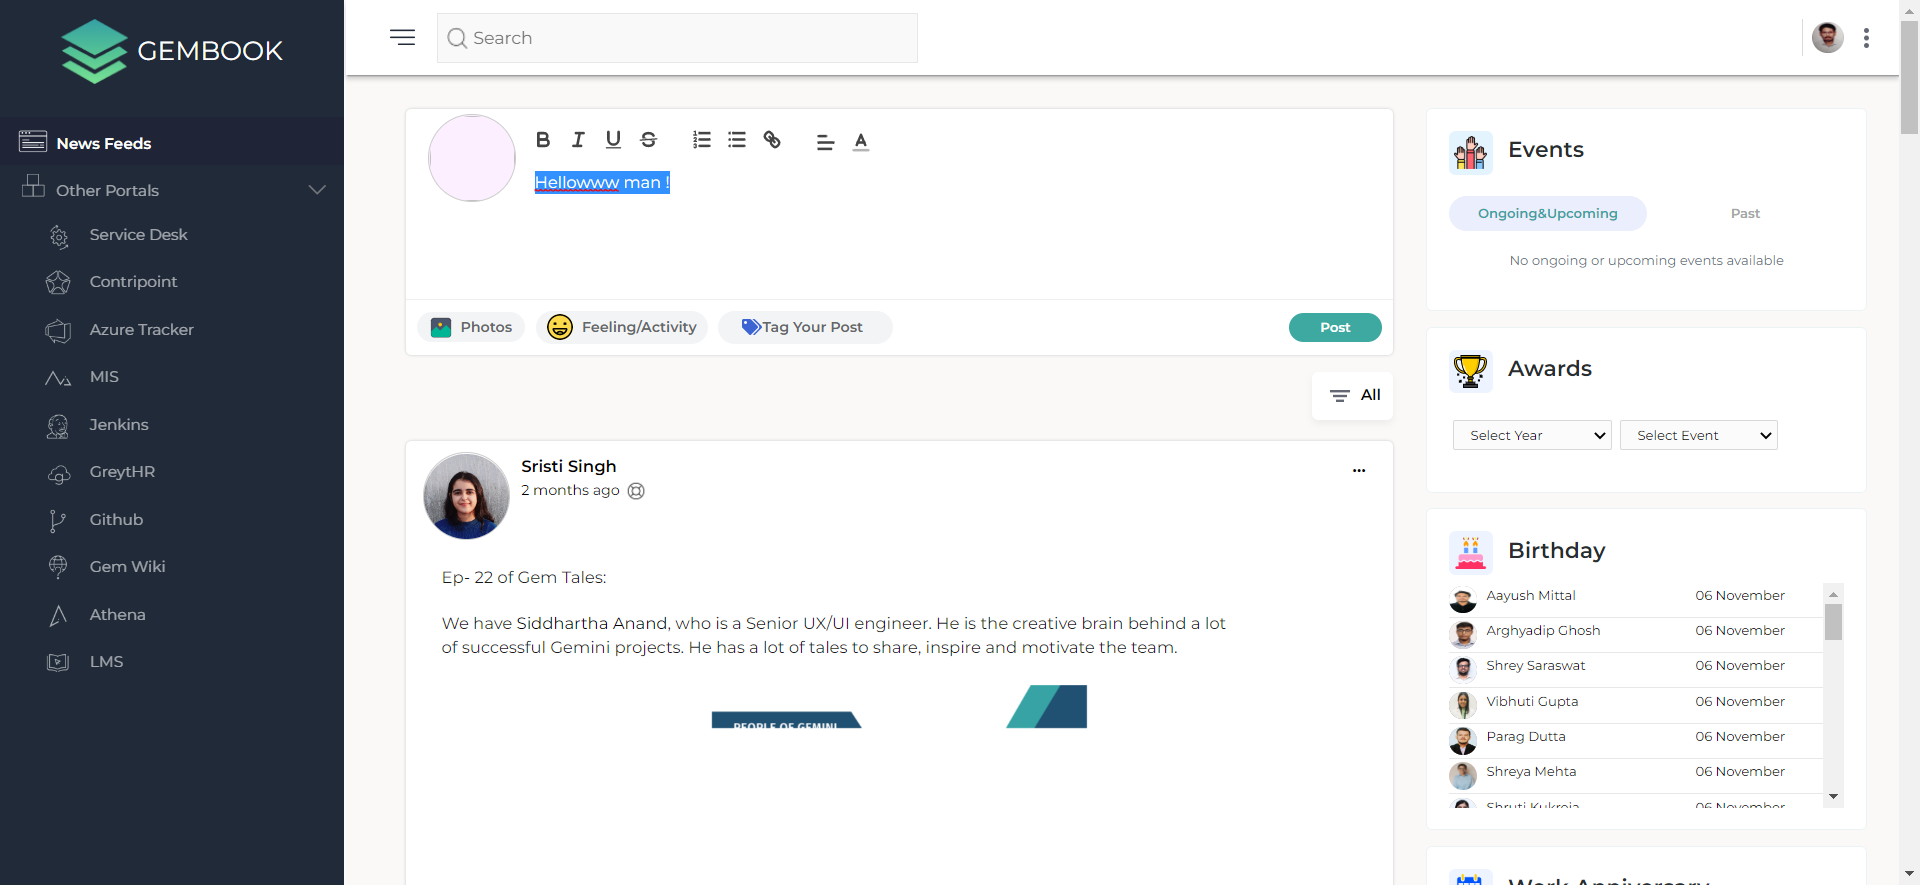 GEMBOOK
Search
News Feeds
Other Portals
Service Desk
Contripoint
Azure Tracker
MIS
Jenkins
GreytHR
Github
Gem Wiki
Athena
LMS
B I U S A
Hellowww man !
Photos
Feeling/Activity
Tag Your Post
Post
All
Sristi Singh
2 months ago
Ep- 22 of Gem Tales:
We have Siddhartha Anand, who is a Senior UX/UI engineer. He is the creative brain behind a lot
of successful Gemini projects. He has a lot of tales to share, inspire and motivate the team.
PEOPLE OF GEMINI
Events
Ongoing&Upcoming Past
No ongoing or upcoming events available
Awards
Select Year Select Event
Birthday
Aayush Mittal 06 November
Arghyadip Ghosh 06 November
Shrey Saraswat 06 November
Vibhuti Gupta 06 November
Parag Dutta 06 November
Shreya Mehta 06 November
Shruti Kukreja 06 November
Work Anniversary